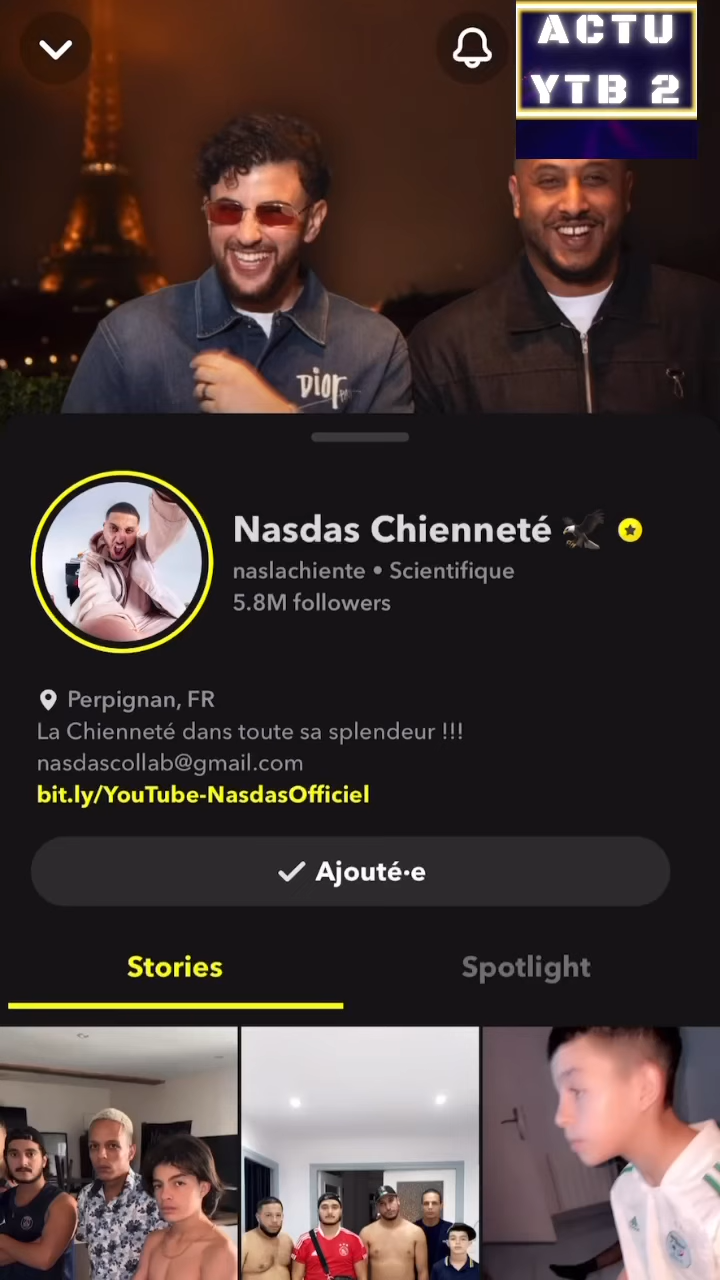 ACTU
YTB 2
Dior
Nasdas Chienneté
naslachiente • Scientifique
5.8M followers
Perpignan, FR
La Chienneté dans toute sa splendeur !!!
nasdascollab@gmail.com
bit.ly/YouTube-NasdasOfficiel
Ajouté·e
Stories
Spotlight